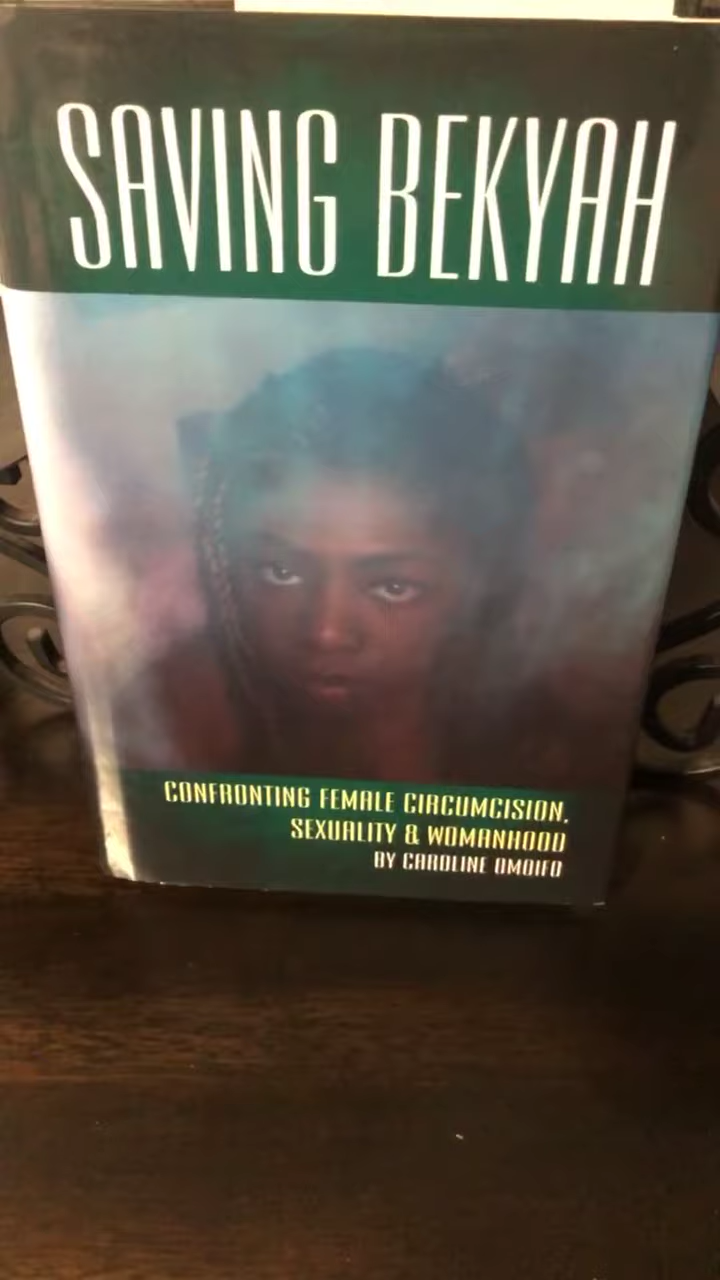 SAVING BEKYAH
CONFRONTING FEMALE CIRCUMCISION,
SEXUALITY & WOMANHOOD
BY CAROLINE OMOIFO